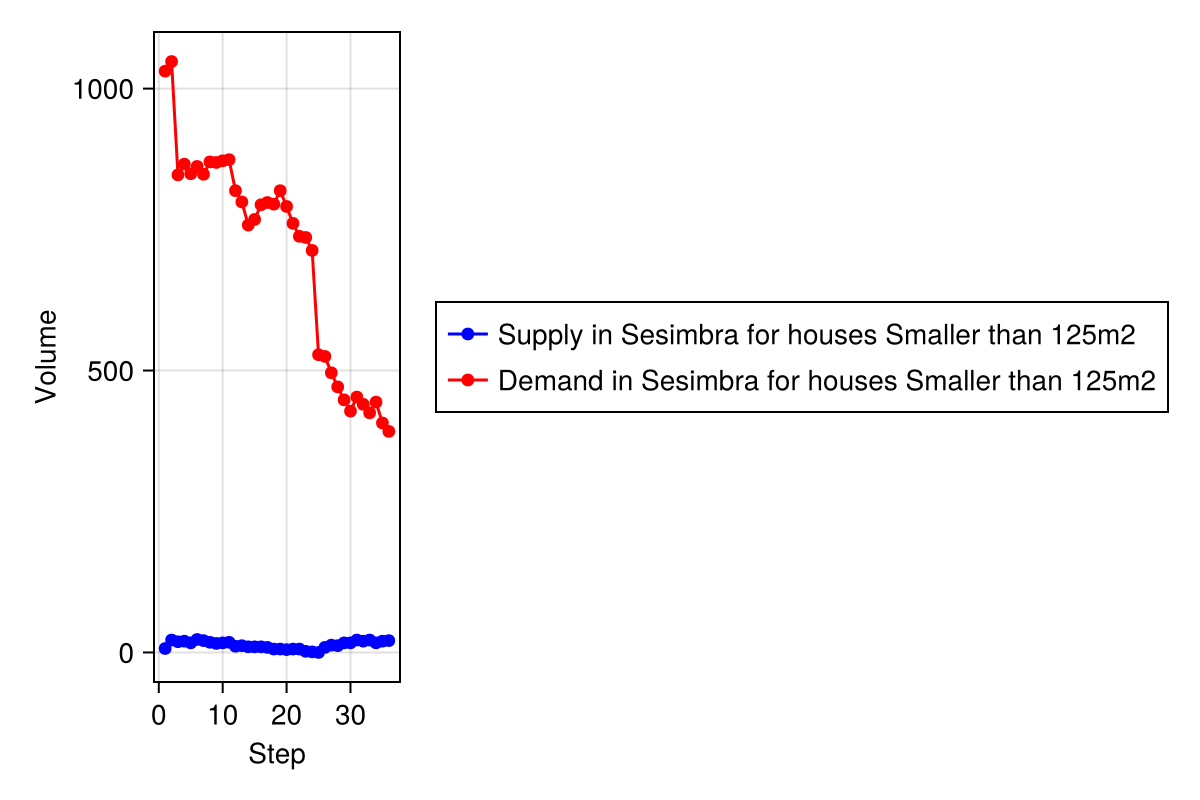 1000
500
0
Volume
0 10 20 30
Step
Supply in Sesimbra for houses Smaller than 125m2
Demand in Sesimbra for houses Smaller than 125m2